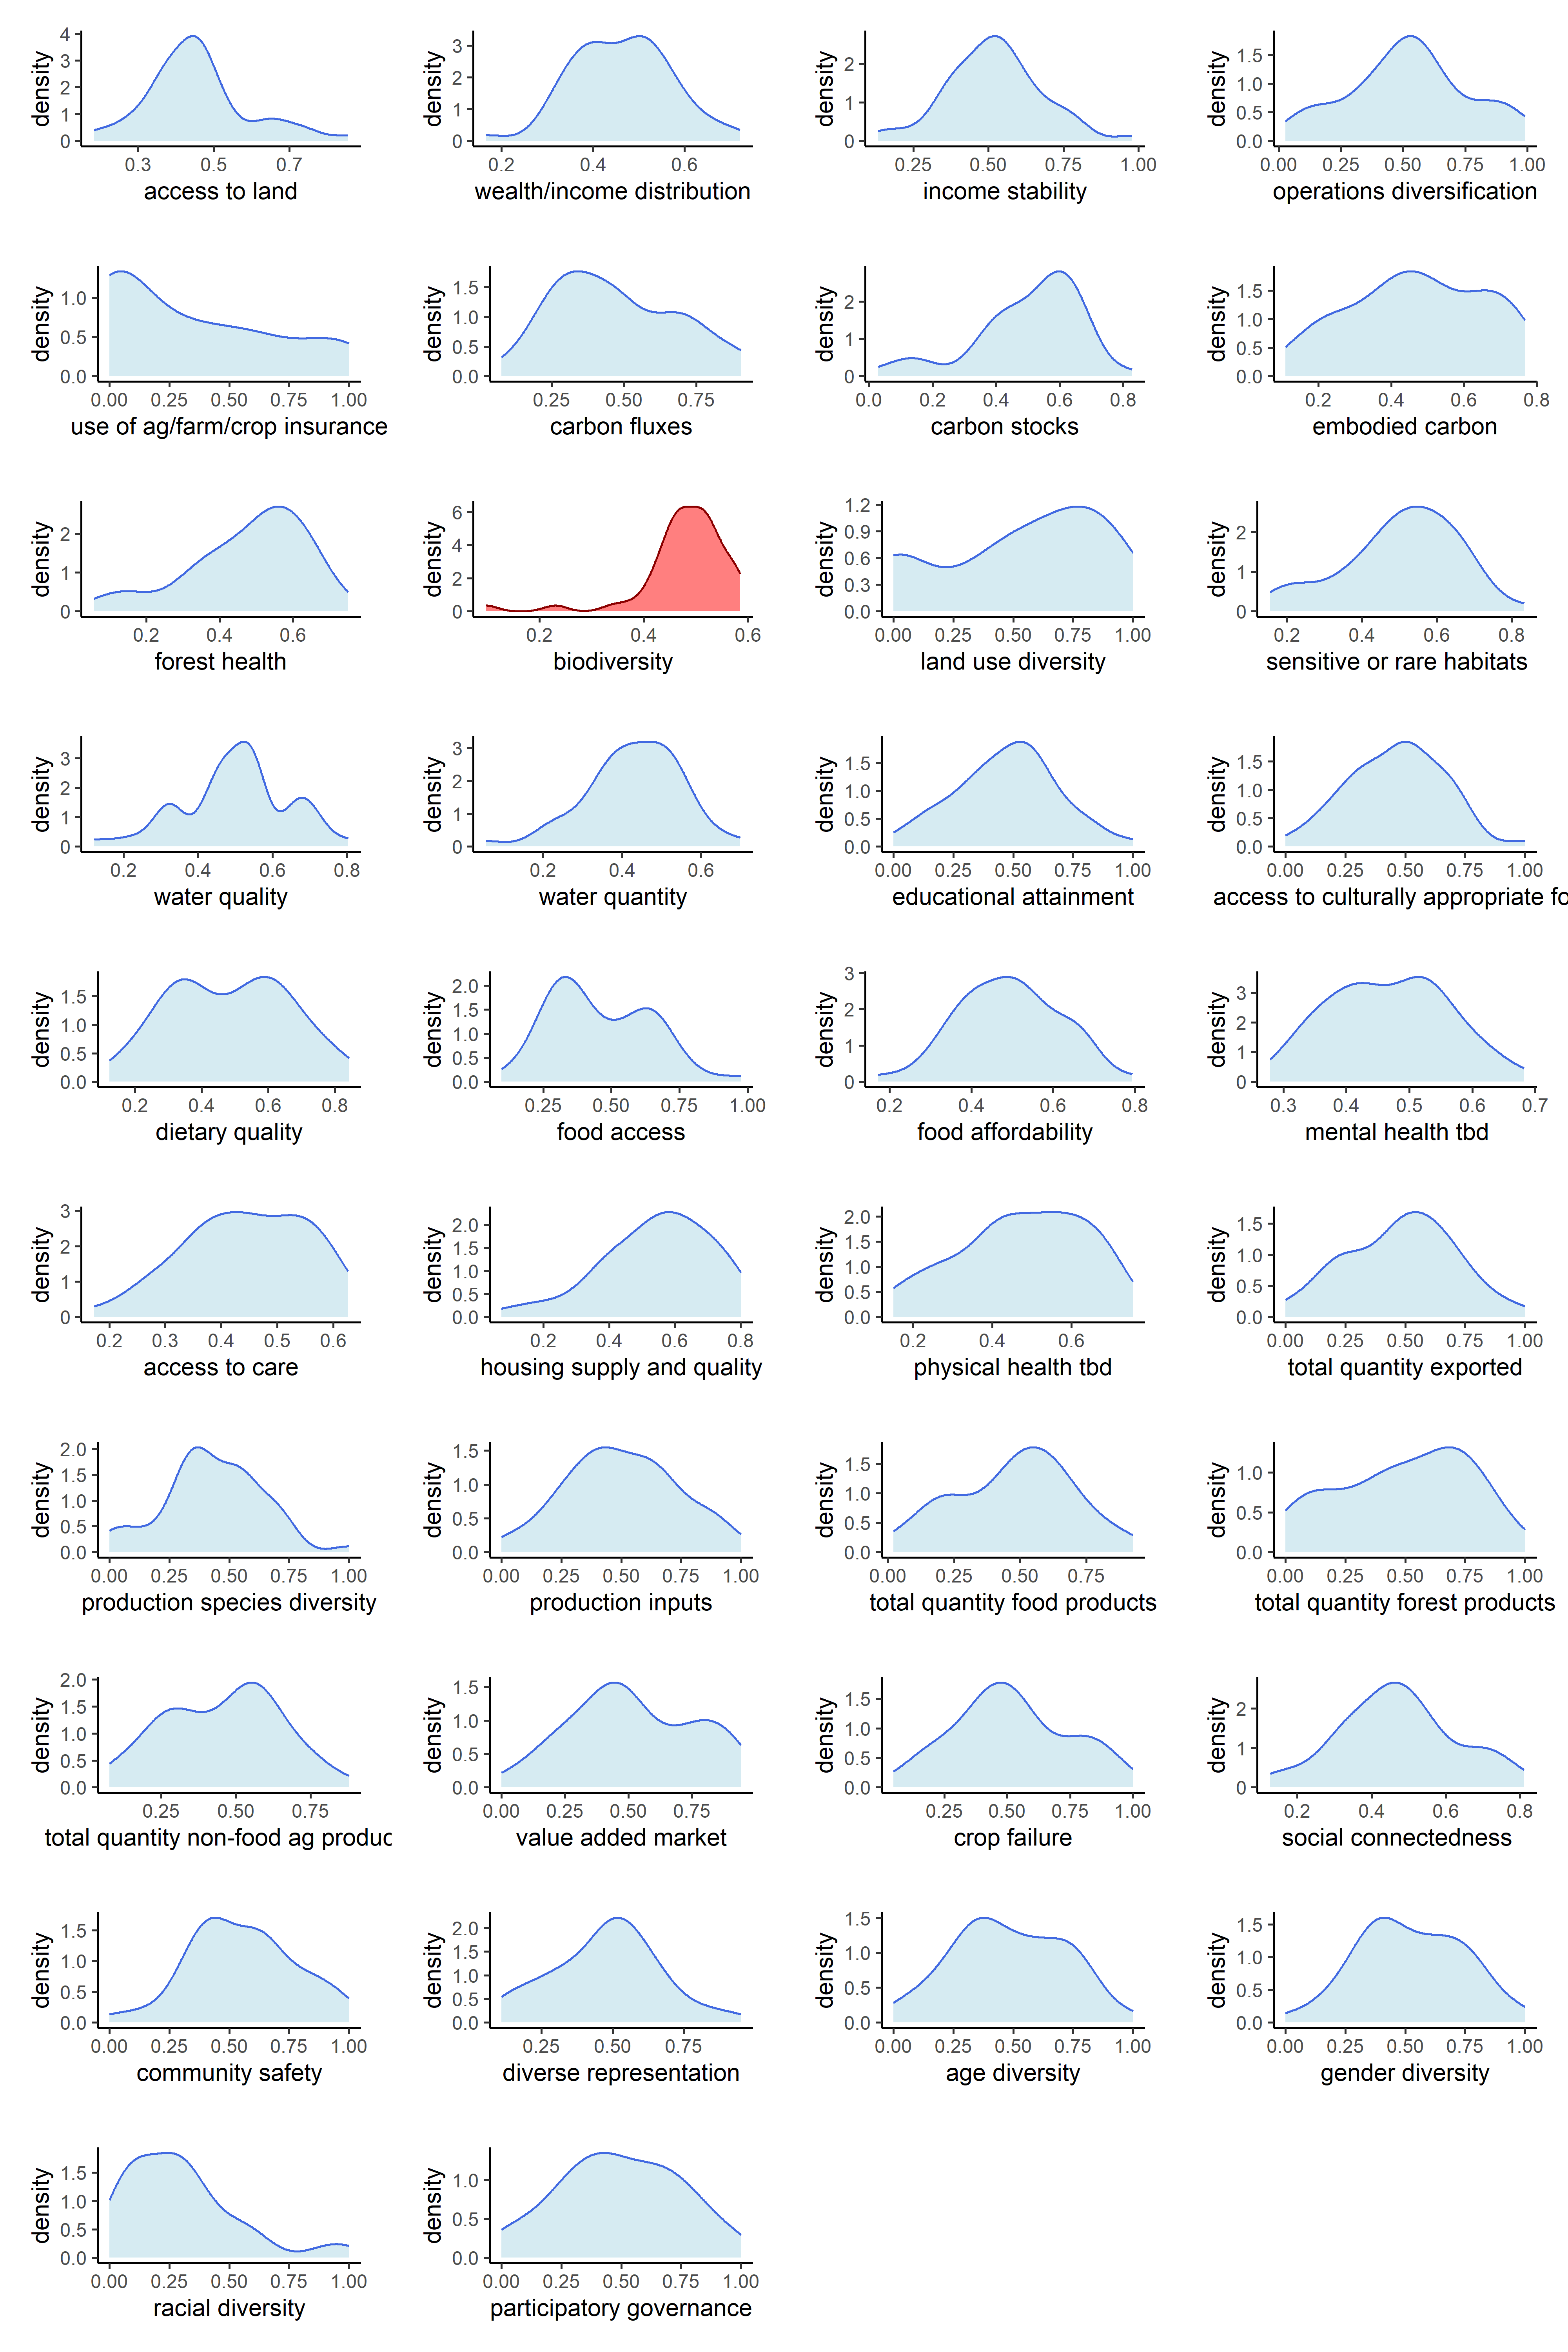 density
4
3
2
1
0
0.3 0.5 0.7
access to land
density
3
2
1
0
0.2 0.4 0.6
wealth/income distribution
density
2
1
0
0.25 0.50 0.75 1.00
income stability
density
1.5
1.0
0.5
0.0
0.00 0.25 0.50 0.75 1.00
operations diversification
density
1.0
0.5
0.0
0.00 0.25 0.50 0.75 1.00
use of ag/farm/crop insurance
density
1.5
1.0
0.5
0.0
0.25 0.50 0.75
carbon fluxes
density
2
1
0
0.0 0.2 0.4 0.6 0.8
carbon stocks
density
1.5
1.0
0.5
0.0
0.2 0.4 0.6 0.8
embodied carbon
density
2
1
0
0.2 0.4 0.6
forest health
density
6
4
2
0
0.2 0.4 0.6
biodiversity
density
1.2
0.9
0.6
0.3
0.0
0.00 0.25 0.50 0.75 1.00
land use diversity
density
2
1
0
0.2 0.4 0.6 0.8
sensitive or rare habitats
density
3
2
1
0
0.2 0.4 0.6 0.8
water quality
density
3
2
1
0
0.2 0.4 0.6
water quantity
density
1.5
1.0
0.5
0.0
0.00 0.25 0.50 0.75 1.00
educational attainment
density
1.5
1.0
0.5
0.0
0.00 0.25 0.50 0.75 1.00
access to culturally appropriate fo
density
1.5
1.0
0.5
0.0
0.2 0.4 0.6 0.8
dietary quality
density
2.0
1.5
1.0
0.5
0.0
0.25 0.50 0.75 1.00
food access
density
3
2
1
0
0.2 0.4 0.6 0.8
food affordability
density
3
2
1
0
0.3 0.4 0.5 0.6 0.7
mental health tbd
density
3
2
1
0
0.2 0.3 0.4 0.5 0.6
access to care
density
2.0
1.5
1.0
0.5
0.0
0.2 0.4 0.6 0.8
housing supply and quality
density
2.0
1.5
1.0
0.5
0.0
0.2 0.4 0.6
physical health tbd
density
1.5
1.0
0.5
0.0
0.00 0.25 0.50 0.75 1.00
total quantity exported
density
2.0
1.5
1.0
0.5
0.0
0.00 0.25 0.50 0.75 1.00
production species diversity
density
1.5
1.0
0.5
0.0
0.00 0.25 0.50 0.75 1.00
production inputs
density
1.5
1.0
0.5
0.0
0.00 0.25 0.50 0.75
total quantity food products
density
1.0
0.5
0.0
0.00 0.25 0.50 0.75 1.00
total quantity forest products
density
2.0
1.5
1.0
0.5
0.0
0.25 0.50 0.75
total quantity non-food ag produc
density
1.5
1.0
0.5
0.0
0.00 0.25 0.50 0.75
value added market
density
1.5
1.0
0.5
0.0
0.25 0.50 0.75 1.00
crop failure
density
2
1
0
0.2 0.4 0.6 0.8
social connectedness
density
1.5
1.0
0.5
0.0
0.00 0.25 0.50 0.75 1.00
community safety
density
2.0
1.5
1.0
0.5
0.0
0.25 0.50 0.75
diverse representation
density
1.5
1.0
0.5
0.0
0.00 0.25 0.50 0.75 1.00
age diversity
density
1.5
1.0
0.5
0.0
0.00 0.25 0.50 0.75 1.00
gender diversity
density
1.5
1.0
0.5
0.0
0.00 0.25 0.50 0.75 1.00
racial diversity
density
1.0
0.5
0.0
0.00 0.25 0.50 0.75 1.00
participatory governance